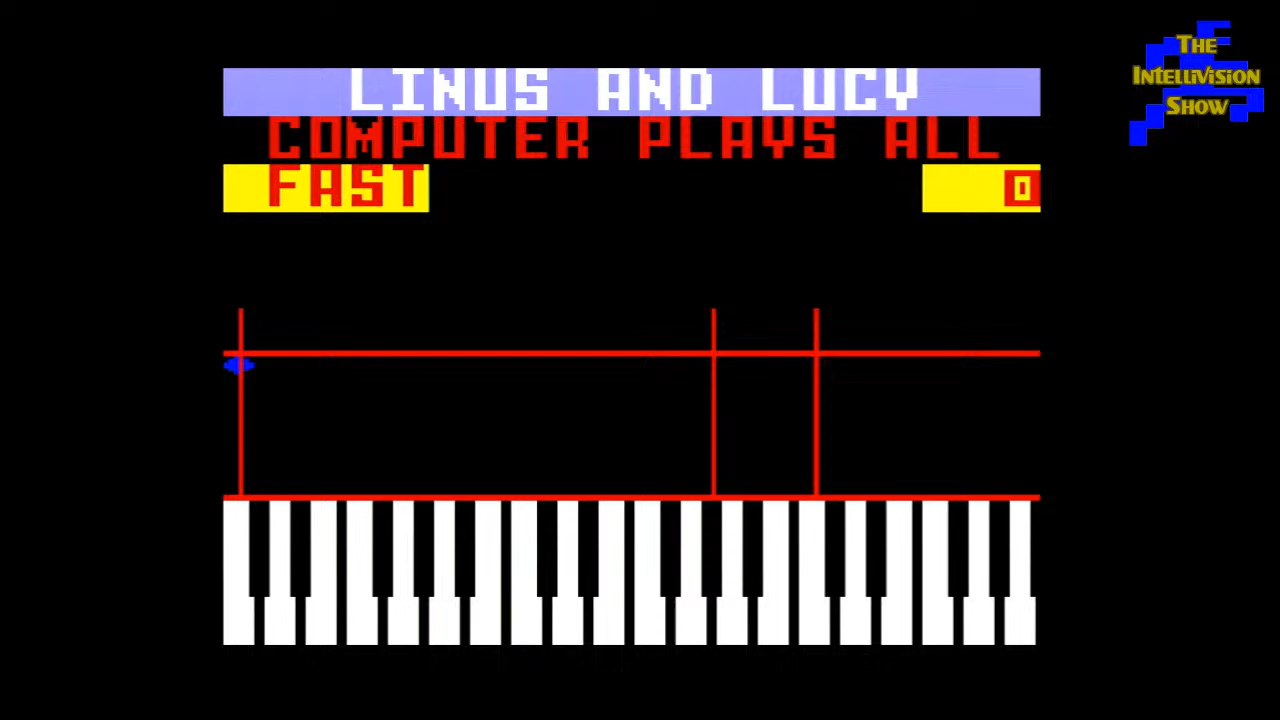 LINUS AND LUCY
COMPUTER PLAYS ALL
FAST 0
THE
INTELLIVISION
SHOW